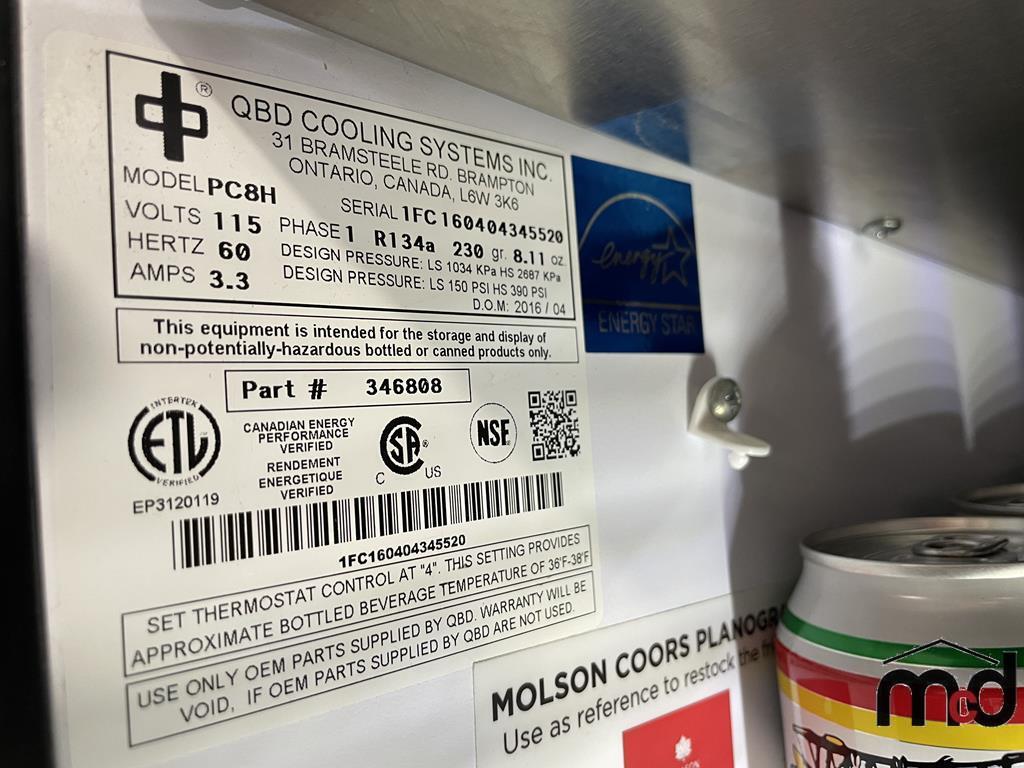 QBD COOLING SYSTEMS INC.
31 BRAMSTEELE RD. BRAMPTON
ONTARIO, CANADA, L6W 3K6
MODEL PC8H
SERIAL 1FC160404345520
VOLTS 115 PHASE 1 R134a 230 gr. 8.11 oz.
HERTZ 60 DESIGN PRESSURE: LS 1034 KPa HS 2687 KPa
AMPS 3.3 DESIGN PRESSURE: LS 150 PSI HS 390 PSI
D.O.M: 2016 / 04
This equipment is intended for the storage and display of
non-potentially-hazardous bottled or canned products only.
Part # 346808
INTERTEK
ETL
VERIFIED
EP3120119
CANADIAN ENERGY
PERFORMANCE
VERIFIED
RENDEMENT
ENERGETIQUE
VERIFIED
C SA® US
NSF
1FC160404345520
SET THERMOSTAT CONTROL AT "4". THIS SETTING PROVIDES
APPROXIMATE BOTTLED BEVERAGE TEMPERATURE OF 36°F-38°F
USE ONLY OEM PARTS SUPPLIED BY QBD. WARRANTY WILL BE
VOID, IF OEM PARTS SUPPLIED BY QBD ARE NOT USED.
energy
ENERGY STAR
MOLSON COORS PLANOGR
Use as reference to restock the
mcd